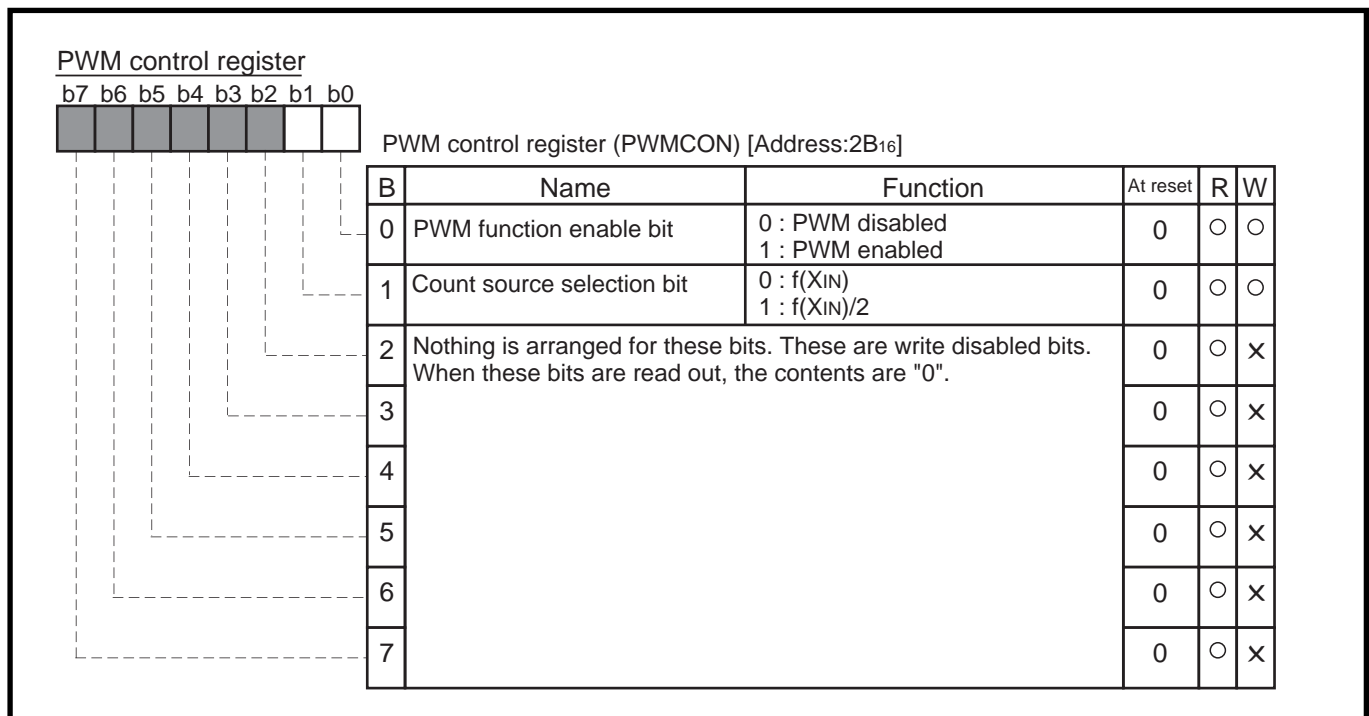 PWM control register
b7 b6 b5 b4 b3 b2 b1 b0
PWM control register (PWMCON) [Address:2B16]
B Name Function At reset R W
0 PWM function enable bit 0 : PWM disabled 0 ○ ○
1 : PWM enabled
1 Count source selection bit 0 : f(XIN) 0 ○ ○
1 : f(XIN)/2
2 Nothing is arranged for these bits. These are write disabled bits. 0 ○ ×
When these bits are read out, the contents are "0".
3 0 ○ ×
4 0 ○ ×
5 0 ○ ×
6 0 ○ ×
7 0 ○ ×